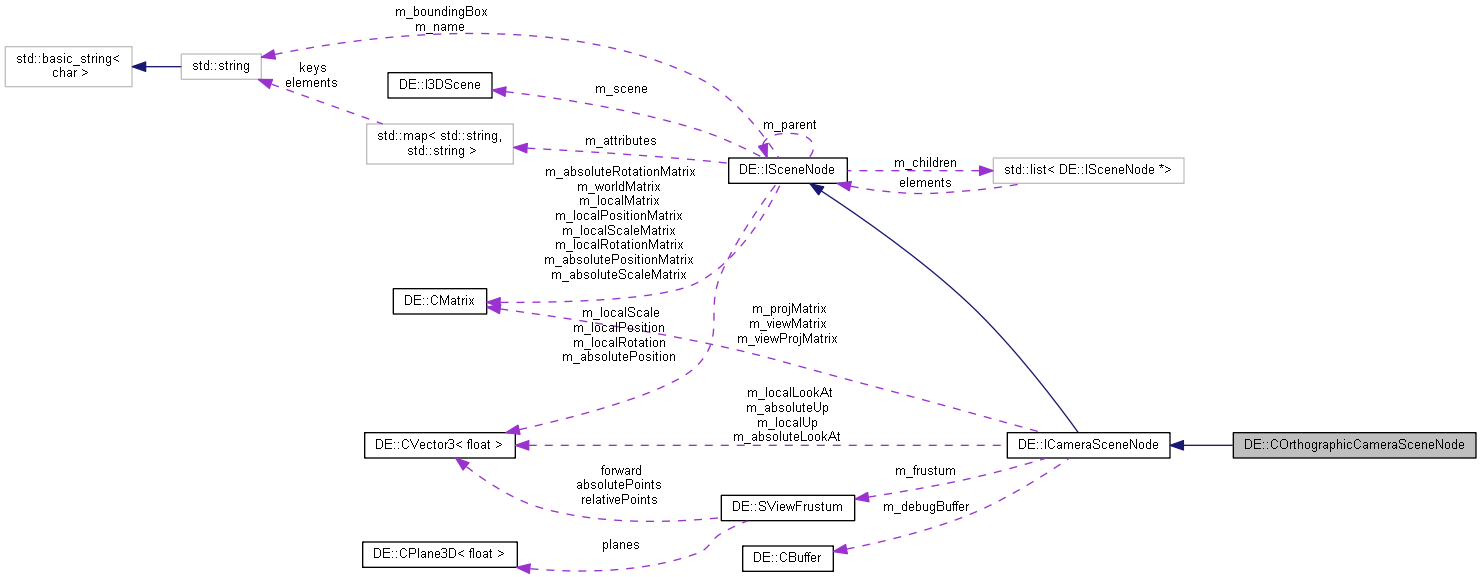 m_boundingBox
m_name
std::basic_string<
char >
std::string
keys
elements
DE::I3DScene
m_scene
std::map< std::string,
std::string >
m_attributes
m_parent
DE::ISceneNode
m_children
elements
std::list< DE::ISceneNode *>
m_absoluteRotationMatrix
m_worldMatrix
m_localMatrix
m_localPositionMatrix
m_localScaleMatrix
m_localRotationMatrix
m_absolutePositionMatrix
m_absoluteScaleMatrix
DE::CMatrix
m_localScale
m_localPosition
m_localRotation
m_absolutePosition
m_projMatrix
m_viewMatrix
m_viewProjMatrix
m_localLookAt
m_absoluteUp
m_localUp
m_absoluteLookAt
DE::CVector3< float >
DE::ICameraSceneNode
DE::COrthographicCameraSceneNode
forward
absolutePoints
relativePoints
m_frustum
DE::SViewFrustum
m_debugBuffer
planes
DE::CPlane3D< float >
DE::CBuffer